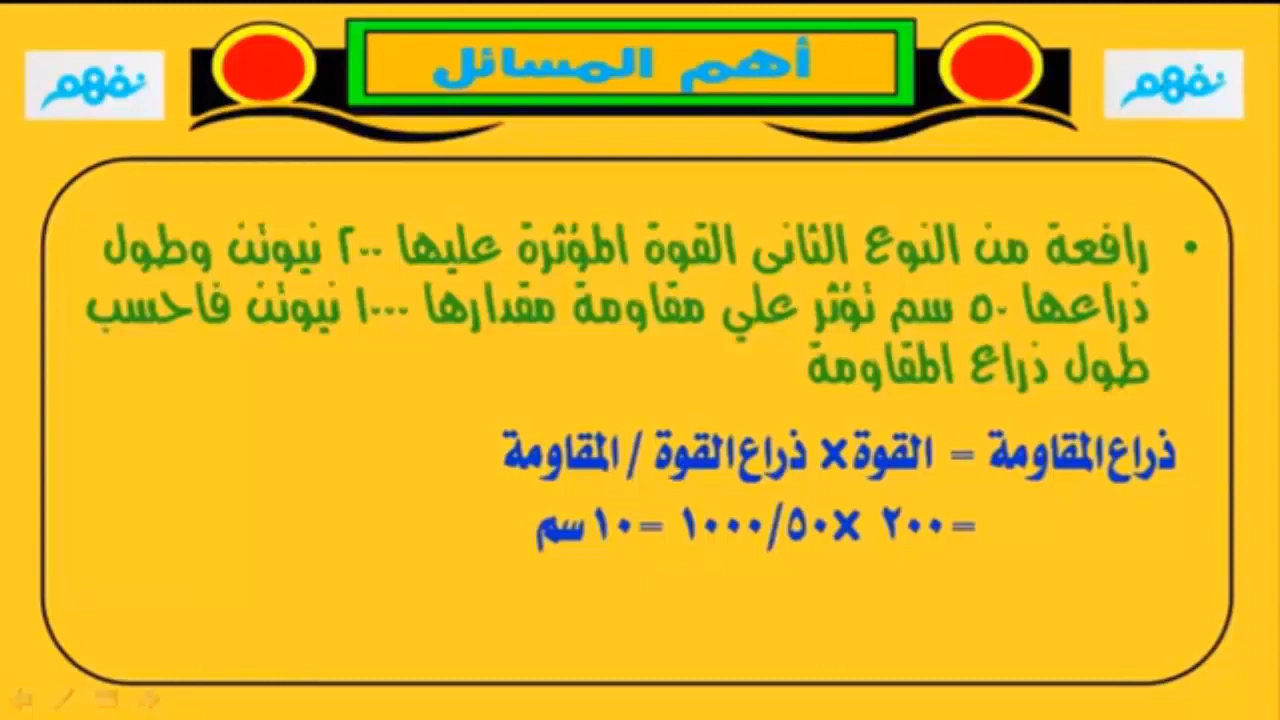 أهم المسائل
نفهم
نفهم
• رافعة من النوع الثانى القوة المؤثرة عليها ٢٠٠ نيوتن وطول
ذراعها ٥٠ سم تؤثر علي مقاومة مقدارها ١٠٠٠ نيوتن فاحسب
طول ذراع المقاومة
ذراع المقاومة = القوة × ذراع القوة / المقاومة
= ٢٠٠ × ٥٠/١٠٠٠ = ١٠ سم